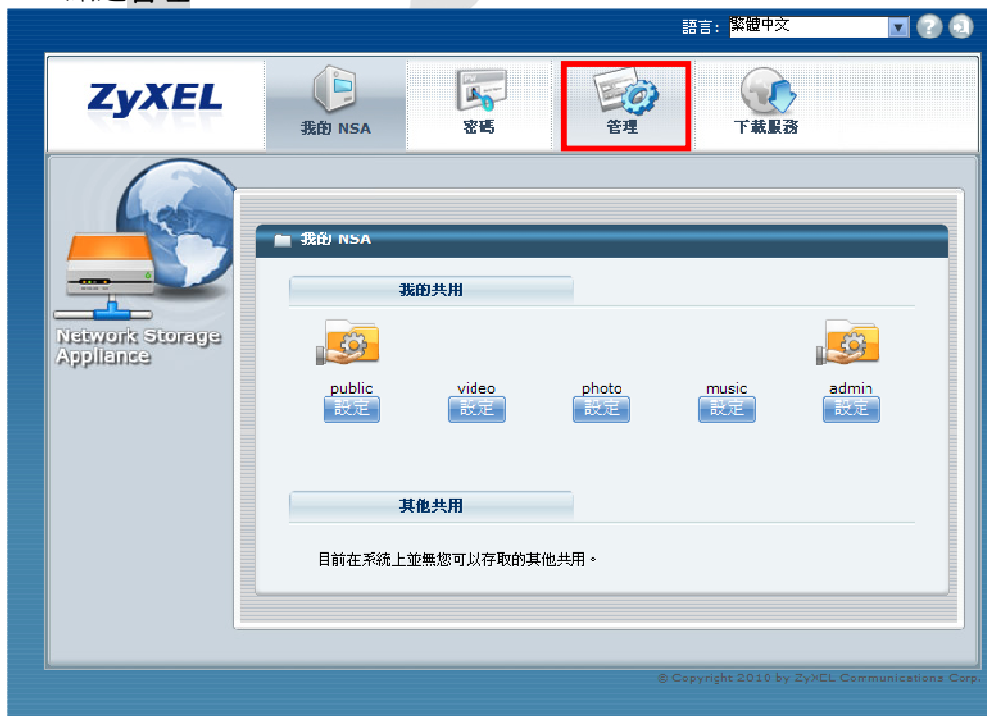 語言: 繁體中文
ZyXEL
我的 NSA
密碼
管理
下載服務
Network Storage
Appliance
我的 NSA
我的共用
public
video
photo
music
admin
設定
設定
設定
設定
設定
其他共用
目前在系統上並無您可以存取的其他共用。
© Copyright 2010 by ZyXEL Communications Corp.